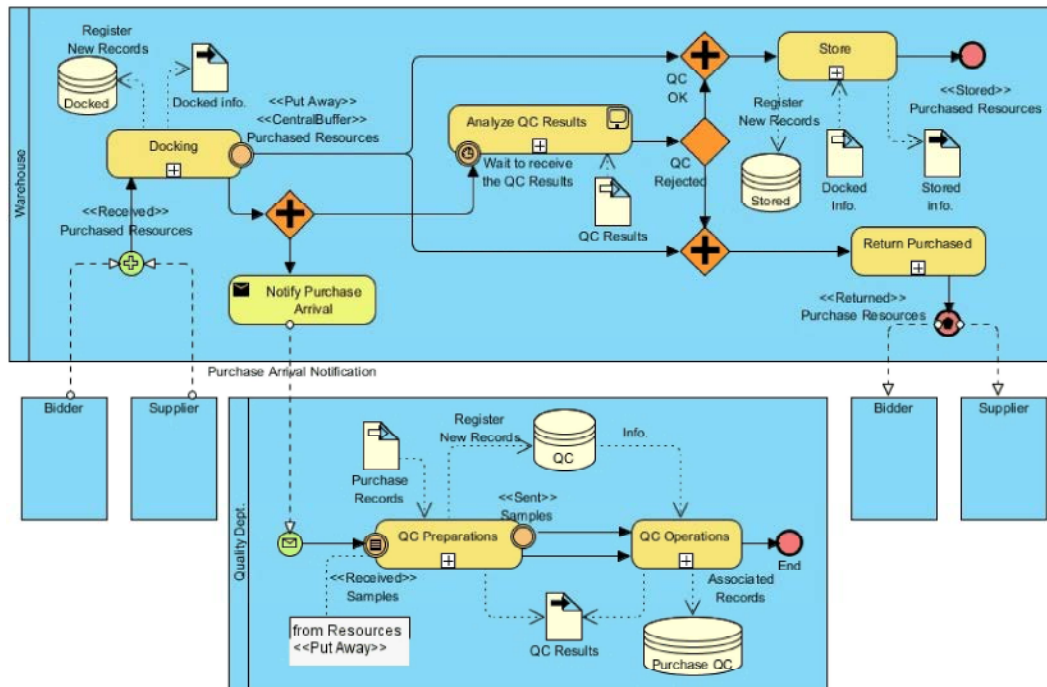 Warehouse
Register
New Records
Docked
Docked info.
<<Put Away>>
<<CentralBuffer>>
Purchased Resources
Docking
<<Received>>
Purchased Resources
Notify Purchase
Arrival
Analyze QC Results
Wait to receive
the QC Results
QC Results
QC
OK
QC
Rejected
Store
Register
New Records
Stored
Docked
Info.
Stored
info.
<<Stored>>
Purchased Resources
Return Purchased
<<Returned>>
Purchase Resources
Purchase Arrival Notification
Bidder
Supplier
Bidder
Supplier
Quality Dept.
Purchase
Records
Register
New Records
QC
Info.
<<Sent>>
Samples
QC Preparations
QC Operations
End
<<Received>>
Samples
from Resources
<<Put Away>>
QC Results
Associated
Records
Purchase QC